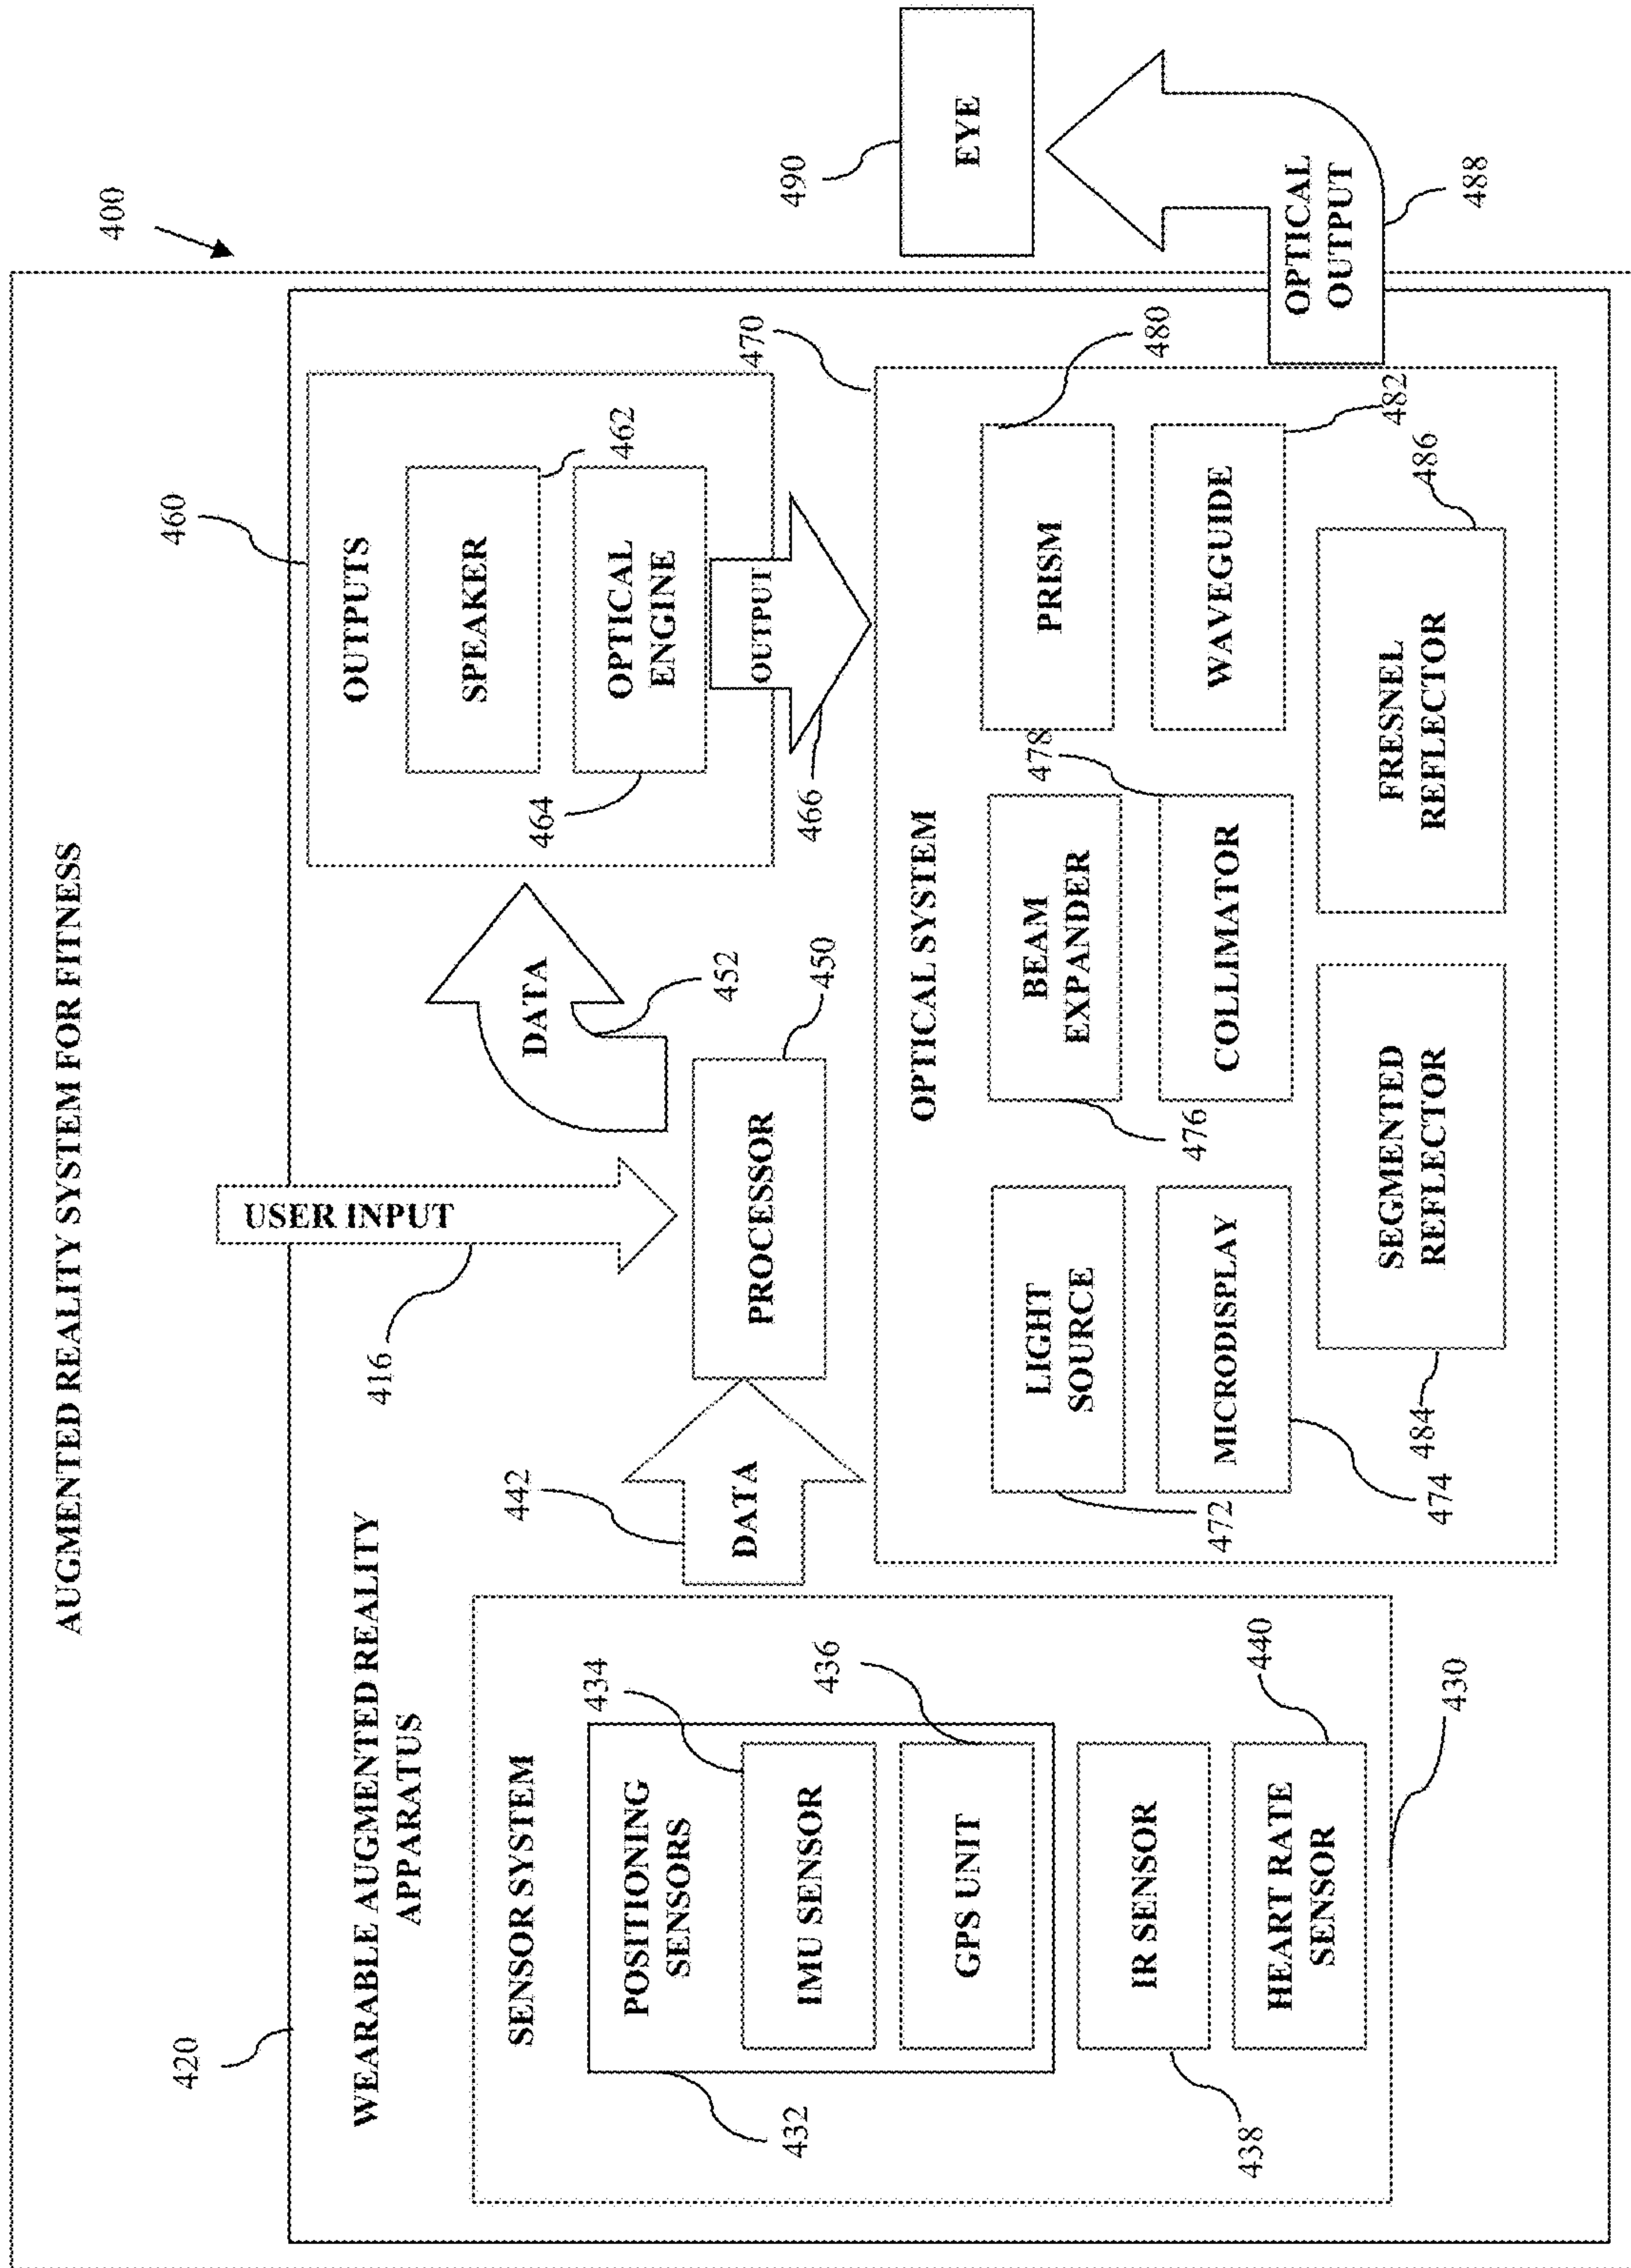 AUGMENTED REALITY SYSTEM FOR FITNESS
400
420
WEARABLE AUGMENTED REALITY
APPARATUS
416
USER INPUT
460
SENSOR SYSTEM
432
POSITIONING
SENSORS
434
IMU SENSOR
436
GPS UNIT
438
IR SENSOR
440
HEART RATE
SENSOR
430
442
DATA
PROCESSOR
450
DATA
452
OUTPUTS
SPEAKER
462
464
OPTICAL
ENGINE
OUTPUT
466
470
OPTICAL SYSTEM
LIGHT
SOURCE
472
MICRODISPLAY
474
BEAM
EXPANDER
476
478
COLLIMATOR
PRISM
480
WAVEGUIDE
482
SEGMENTED
REFLECTOR
484
FRESNEL
REFLECTOR
486
490
EYE
OPTICAL
OUTPUT
488